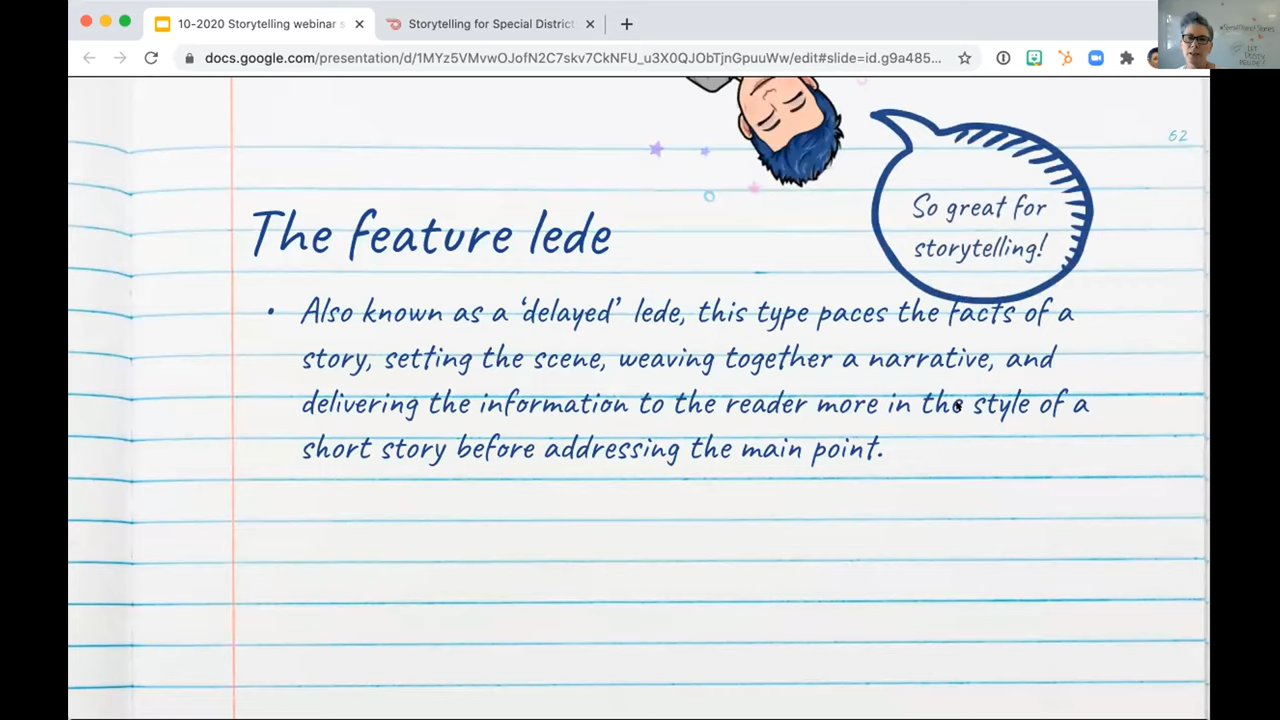 10-2020 Storytelling webinar s
Storytelling for Special District
docs.google.com/presentation/d/1MYz5VMvwOJofN2C7skv7CkNFU_u3X0QJObTjnGpuuWw/edit#slide=id.g9a485...
62
So great for
storytelling!
The feature lede
• Also known as a ‘delayed’ lede, this type paces the facts of a
story, setting the scene, weaving together a narrative, and
delivering the information to the reader more in the style of a
short story before addressing the main point.